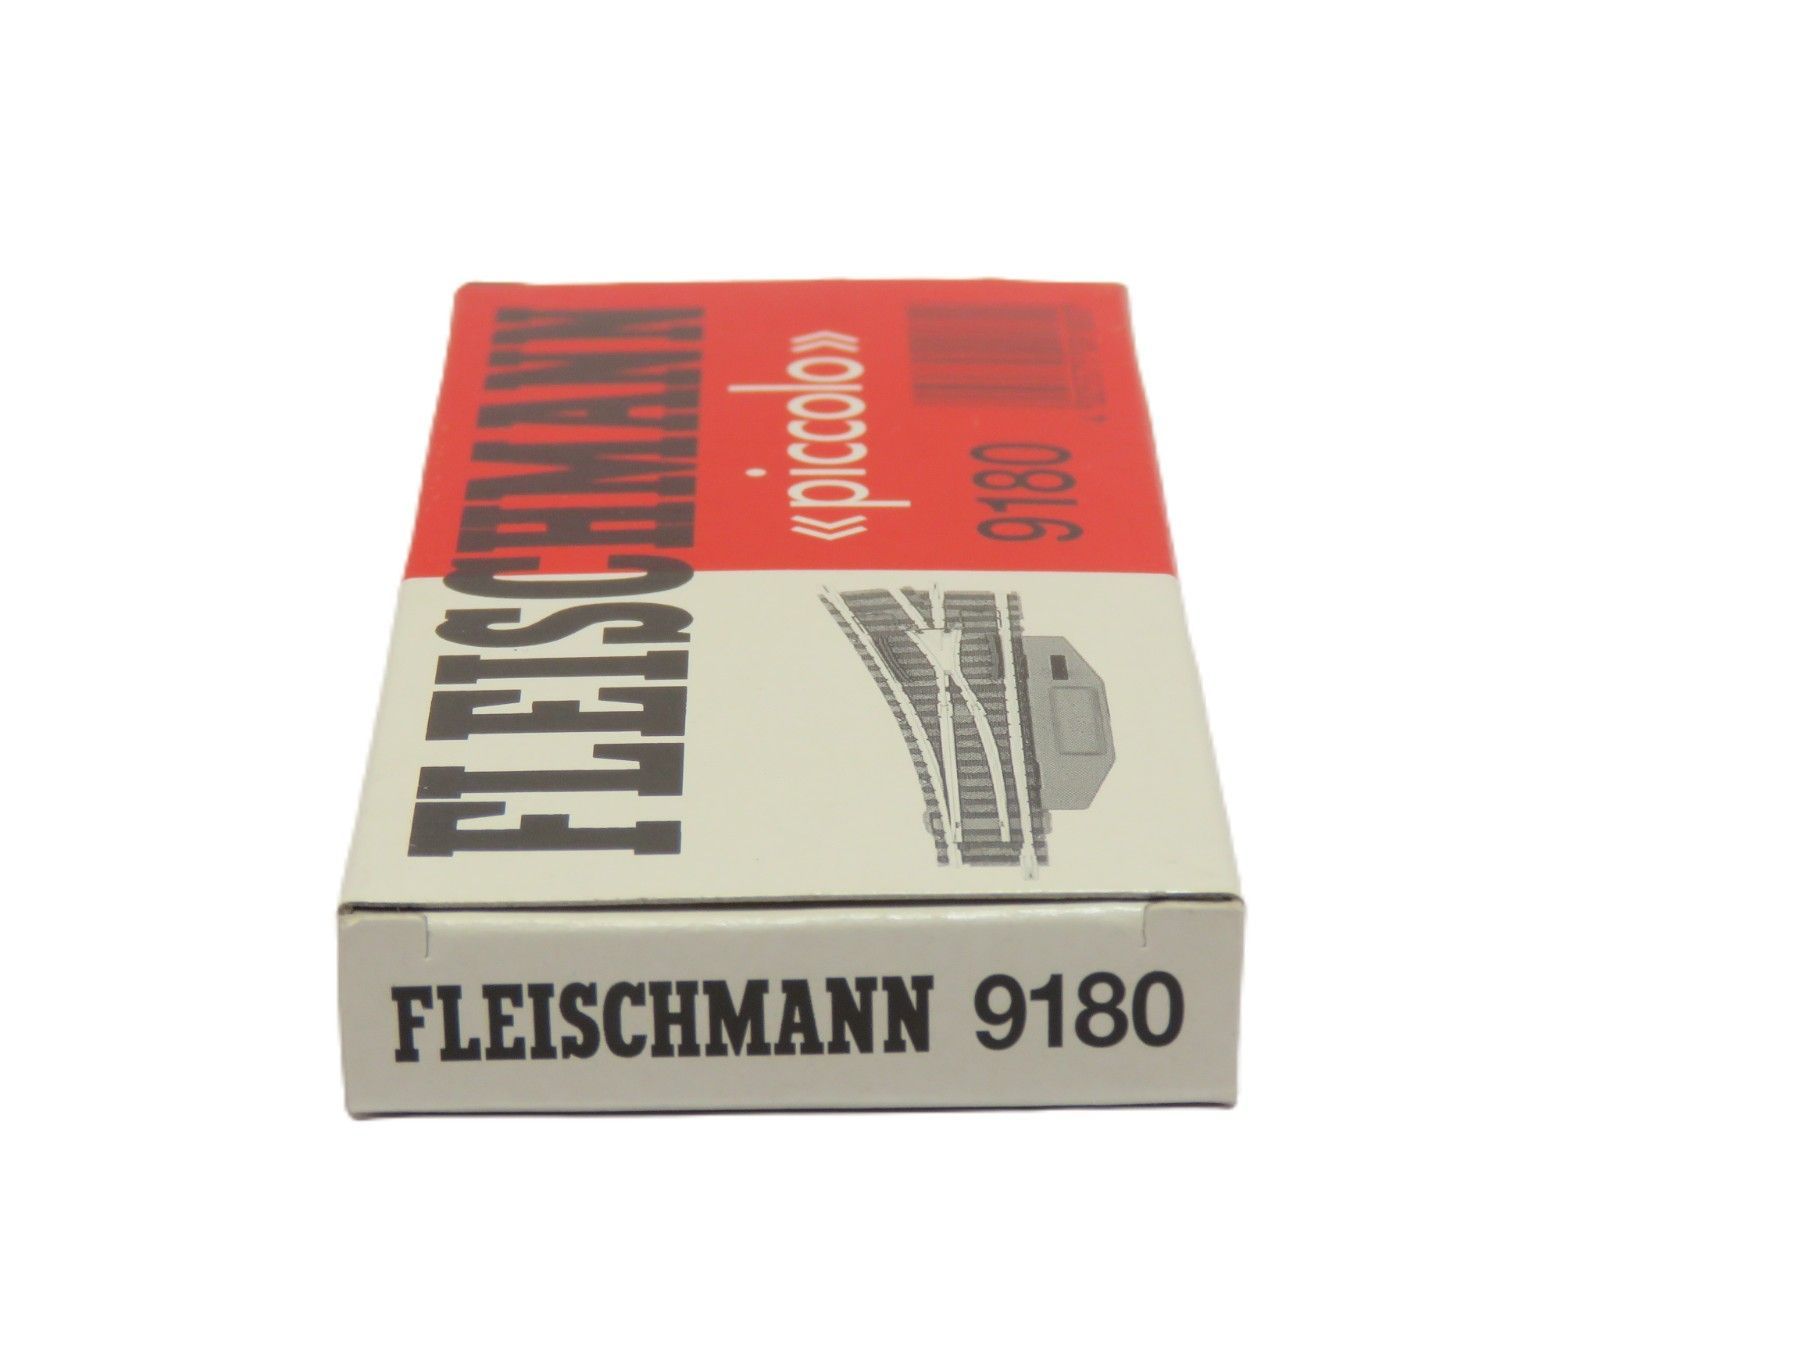 FLEISCHMANN
«piccolo»
9180
FLEISCHMANN 9180